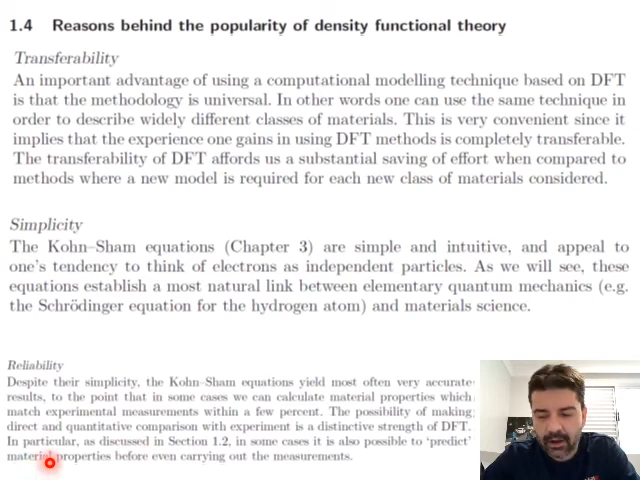 1.4 Reasons behind the popularity of density functional theory
Transferability
An important advantage of using a computational modelling technique based on DFT
is that the methodology is universal. In other words one can use the same technique in
order to describe widely different classes of materials. This is very convenient since it
implies that the experience one gains in using DFT methods is completely transferable.
The transferability of DFT affords us a substantial saving of effort when compared to
methods where a new model is required for each new class of materials considered.
Simplicity
The Kohn–Sham equations (Chapter 3) are simple and intuitive, and appeal to
one's tendency to think of electrons as independent particles. As we will see, these
equations establish a most natural link between elementary quantum mechanics (e.g.
the Schrödinger equation for the hydrogen atom) and materials science.
Reliability
Despite their simplicity, the Kohn–Sham equations yield most often very accurate
results, to the point that in some cases we can calculate material properties which
match experimental measurements within a few percent. The possibility of making
direct and quantitative comparison with experiment is a distinctive strength of DFT.
In particular, as discussed in Section 1.2, in some cases it is also possible to 'predict'
material properties before even carrying out the measurements.